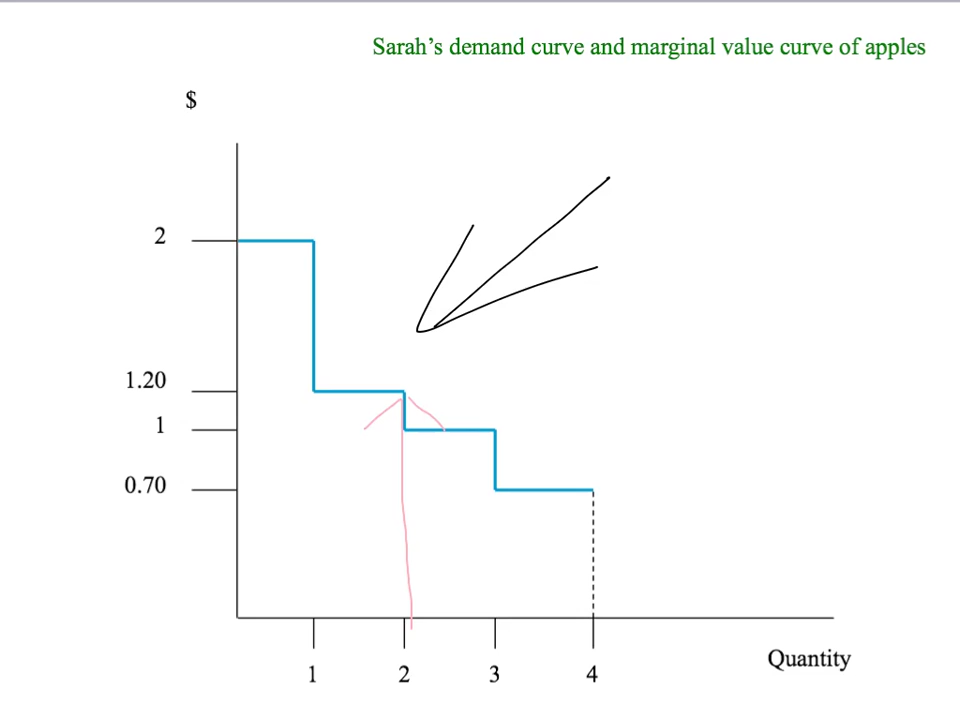 Sarah’s demand curve and marginal value curve of apples
$
2
1.20
1
0.70
1 2 3 4
Quantity